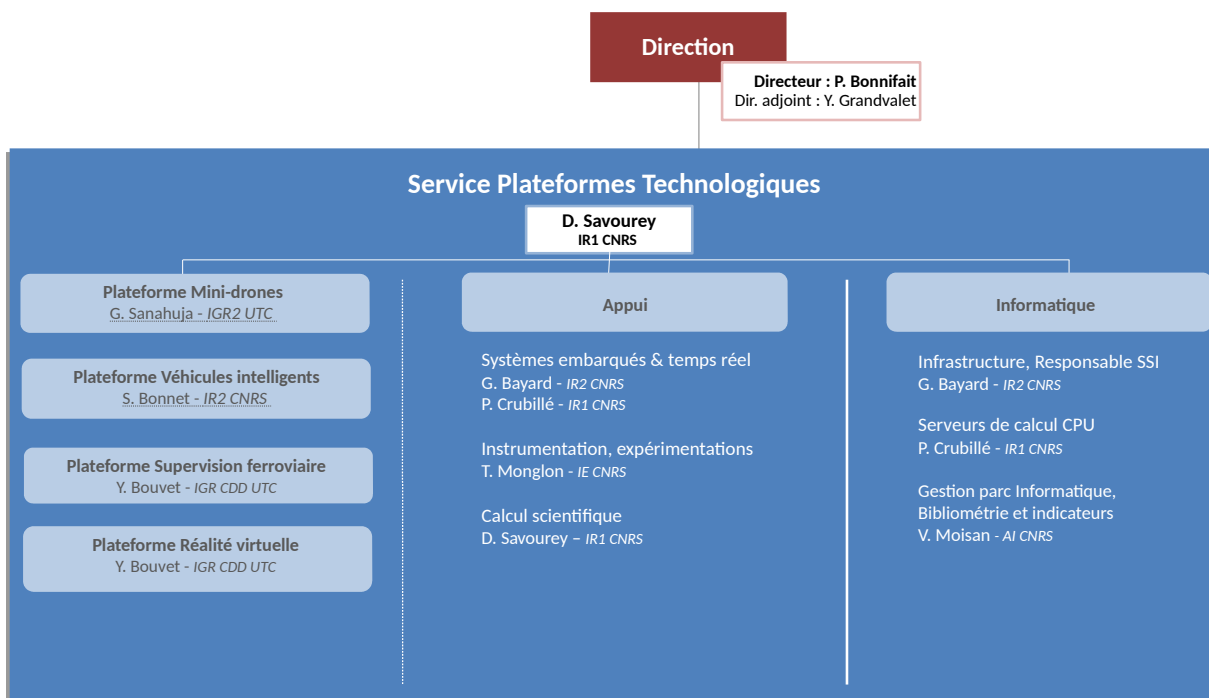 Direction
Directeur : P. Bonnifait
Dir. adjoint : Y. Grandvalet
Service Plateformes Technologiques
D. Savourey
IR1 CNRS
Plateforme Mini-drones
G. Sanahuja - IGR2 UTC
Plateforme Véhicules intelligents
S. Bonnet - IR2 CNRS
Plateforme Supervision ferroviaire
Y. Bouvet - IGR CDD UTC
Plateforme Réalité virtuelle
Y. Bouvet - IGR CDD UTC
Appui
Systèmes embarqués & temps réel
G. Bayard - IR2 CNRS
P. Crubillé - IR1 CNRS
Instrumentation, expérimentations
T. Monglon - IE CNRS
Calcul scientifique
D. Savourey – IR1 CNRS
Informatique
Infrastructure, Responsable SSI
G. Bayard - IR2 CNRS
Serveurs de calcul CPU
P. Crubillé - IR1 CNRS
Gestion parc Informatique,
Bibliométrie et indicateurs
V. Moisan - AI CNRS